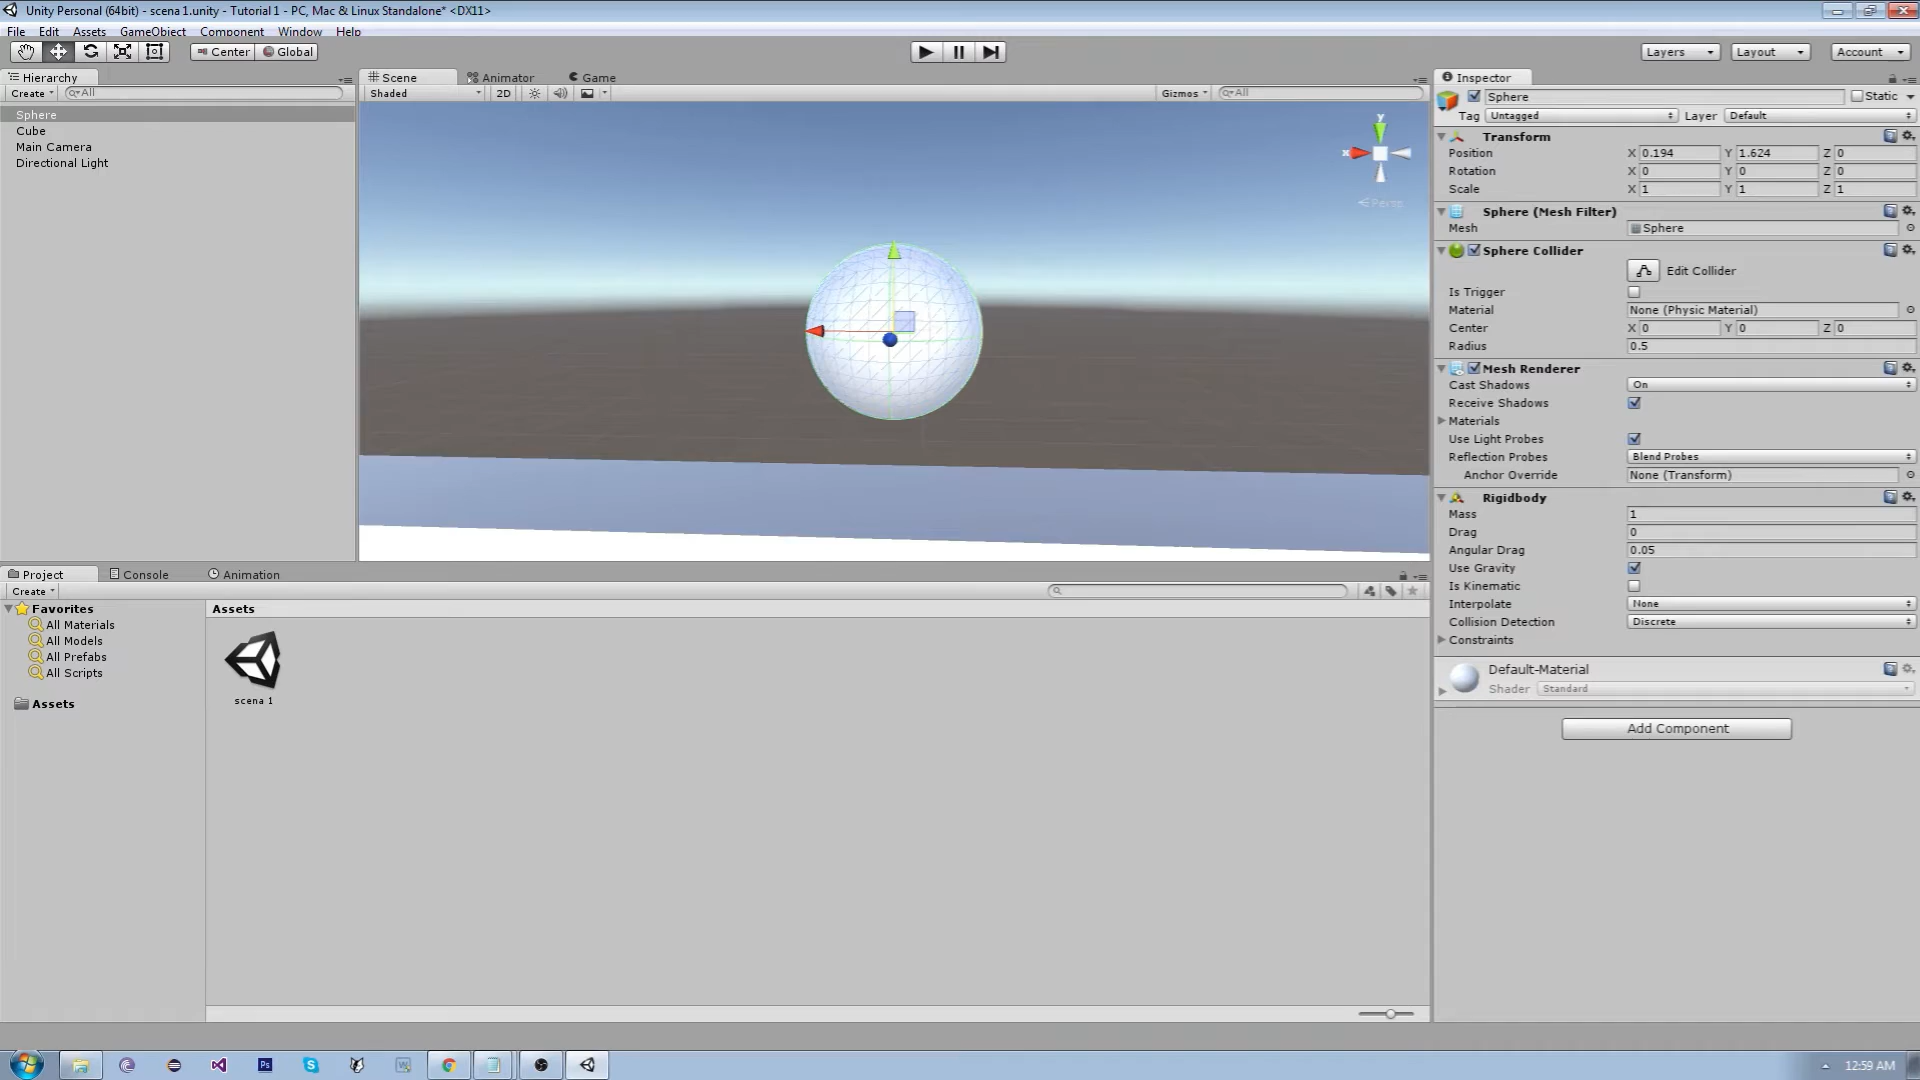 Unity Personal (64bit) - scena 1.unity - Tutorial 1 - PC, Mac & Linux Standalone* <DX11>
File Edit Assets GameObject Component Window Help
Center Global
Layers Layout Account
Hierarchy
Create All
Sphere
Cube
Main Camera
Directional Light
Scene Animator Game
Shaded 2D Gizmos All
y
x
Persp
Inspector
Sphere Static
Tag Untagged Layer Default
Transform
Position X 0.194 Y 1.624 Z 0
Rotation X 0 Y 0 Z 0
Scale X 1 Y 1 Z 1
Sphere (Mesh Filter)
Mesh Sphere
Sphere Collider
Edit Collider
Is Trigger
Material None (Physic Material)
Center X 0 Y 0 Z 0
Radius 0.5
Mesh Renderer
Cast Shadows On
Receive Shadows
Materials
Use Light Probes
Reflection Probes Blend Probes
Anchor Override None (Transform)
Rigidbody
Mass 1
Drag 0
Angular Drag 0.05
Use Gravity
Is Kinematic
Interpolate None
Collision Detection Discrete
Constraints
Default-Material
Shader Standard
Add Component
Project Console Animation
Create
Favorites
All Materials
All Models
All Prefabs
All Scripts
Assets
Assets
scena 1
Ps
12:59 AM